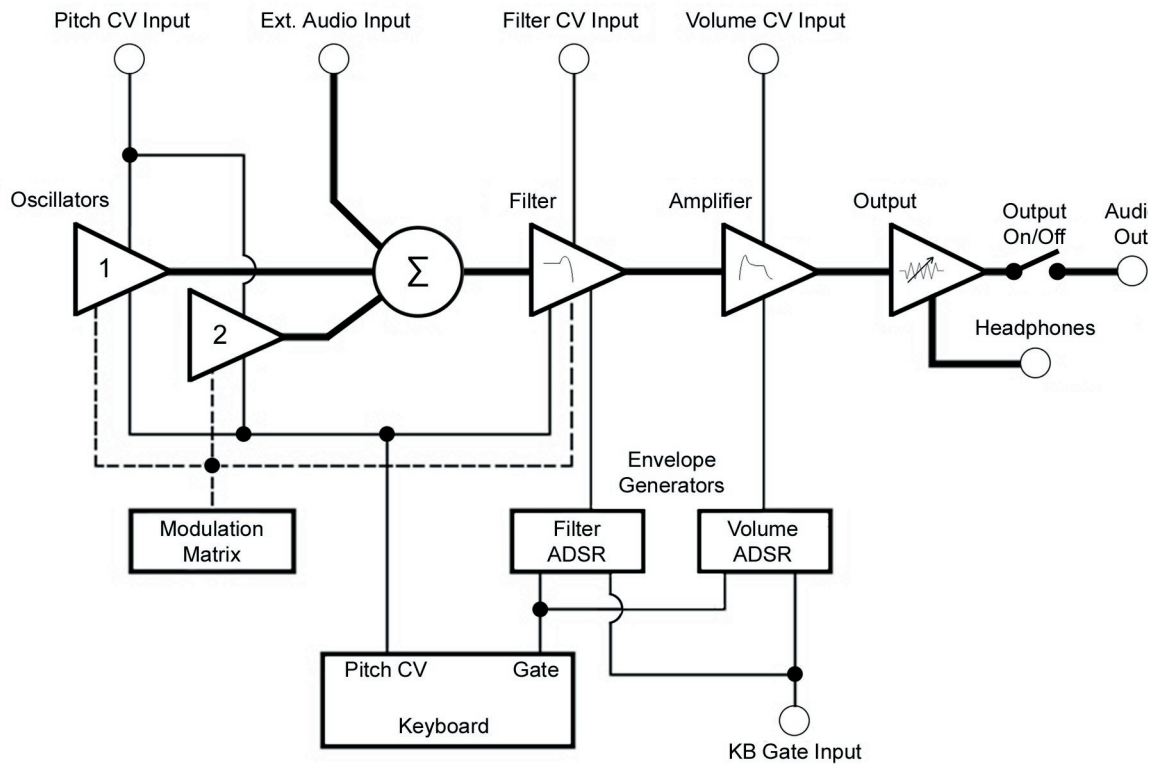 Pitch CV Input
Ext. Audio Input
Filter CV Input
Volume CV Input
Oscillators
Filter
Amplifier
Output
Output
On/Off
Audi
Out
1
Σ
2
Headphones
Envelope
Generators
Modulation
Matrix
Filter
ADSR
Volume
ADSR
Pitch CV
Gate
Keyboard
KB Gate Input